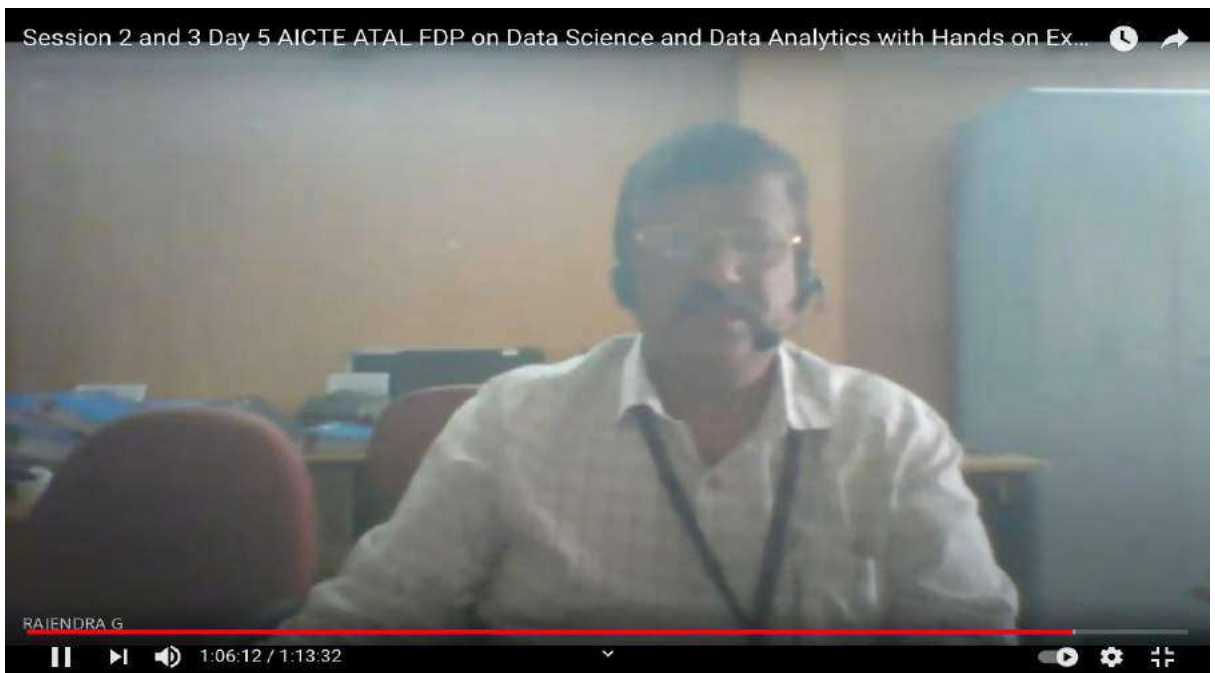 Session 2 and 3 Day 5 AICTE ATAL FDP on Data Science and Data Analytics with Hands on Ex...
RAJENDRA G
1:06:12 / 1:13:32